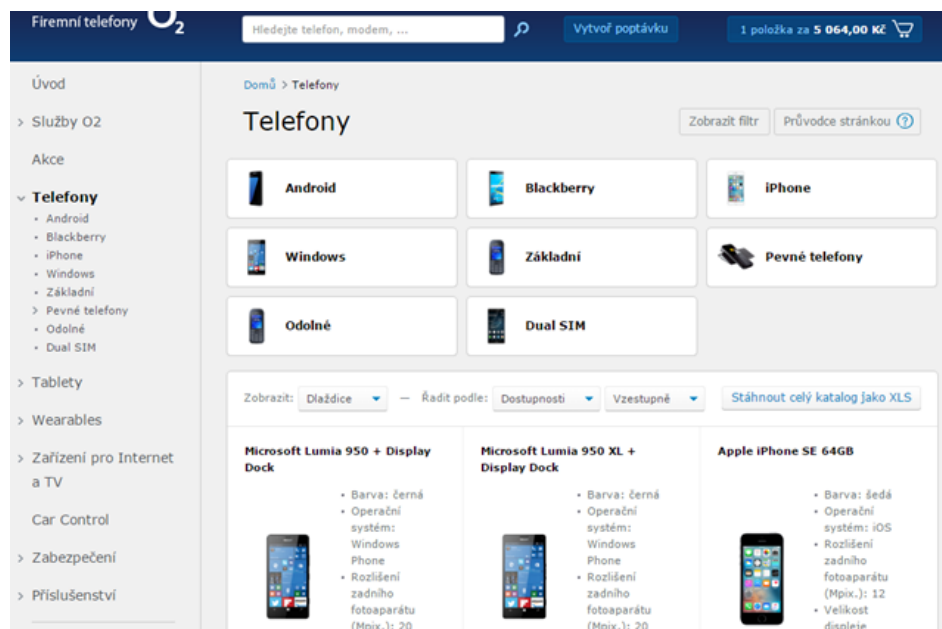 Firemní telefony O2
Hledejte telefon, modem, ...
Vytvoř poptávku
1 položka za 5 064,00 Kč
Úvod
Služby O2
Akce
Telefony
Android
Blackberry
iPhone
Windows
Základní
Pevné telefony
Odolné
Dual SIM
Tablety
Wearables
Zařízení pro Internet
a TV
Car Control
Zabezpečení
Příslušenství
Domů > Telefony
Telefony
Zobrazit filtr
Průvodce stránkou ?
Android
Blackberry
iPhone
Windows
Základní
Pevné telefony
Odolné
Dual SIM
Zobrazit: Dlaždice — Řadit podle: Dostupnosti Vzestupně
Stáhnout celý katalog jako XLS
Microsoft Lumia 950 + Display
Dock
• Barva: černá
• Operační
systém:
Windows
Phone
• Rozlišení
zadního
fotoaparátu
(Mpix.): 20
Microsoft Lumia 950 XL +
Display Dock
• Barva: černá
• Operační
systém:
Windows
Phone
• Rozlišení
zadního
fotoaparátu
(Mpix.): 20
Apple iPhone SE 64GB
• Barva: šedá
• Operační
systém: iOS
• Rozlišení
zadního
fotoaparátu
(Mpix.): 12
• Velikost
displeje